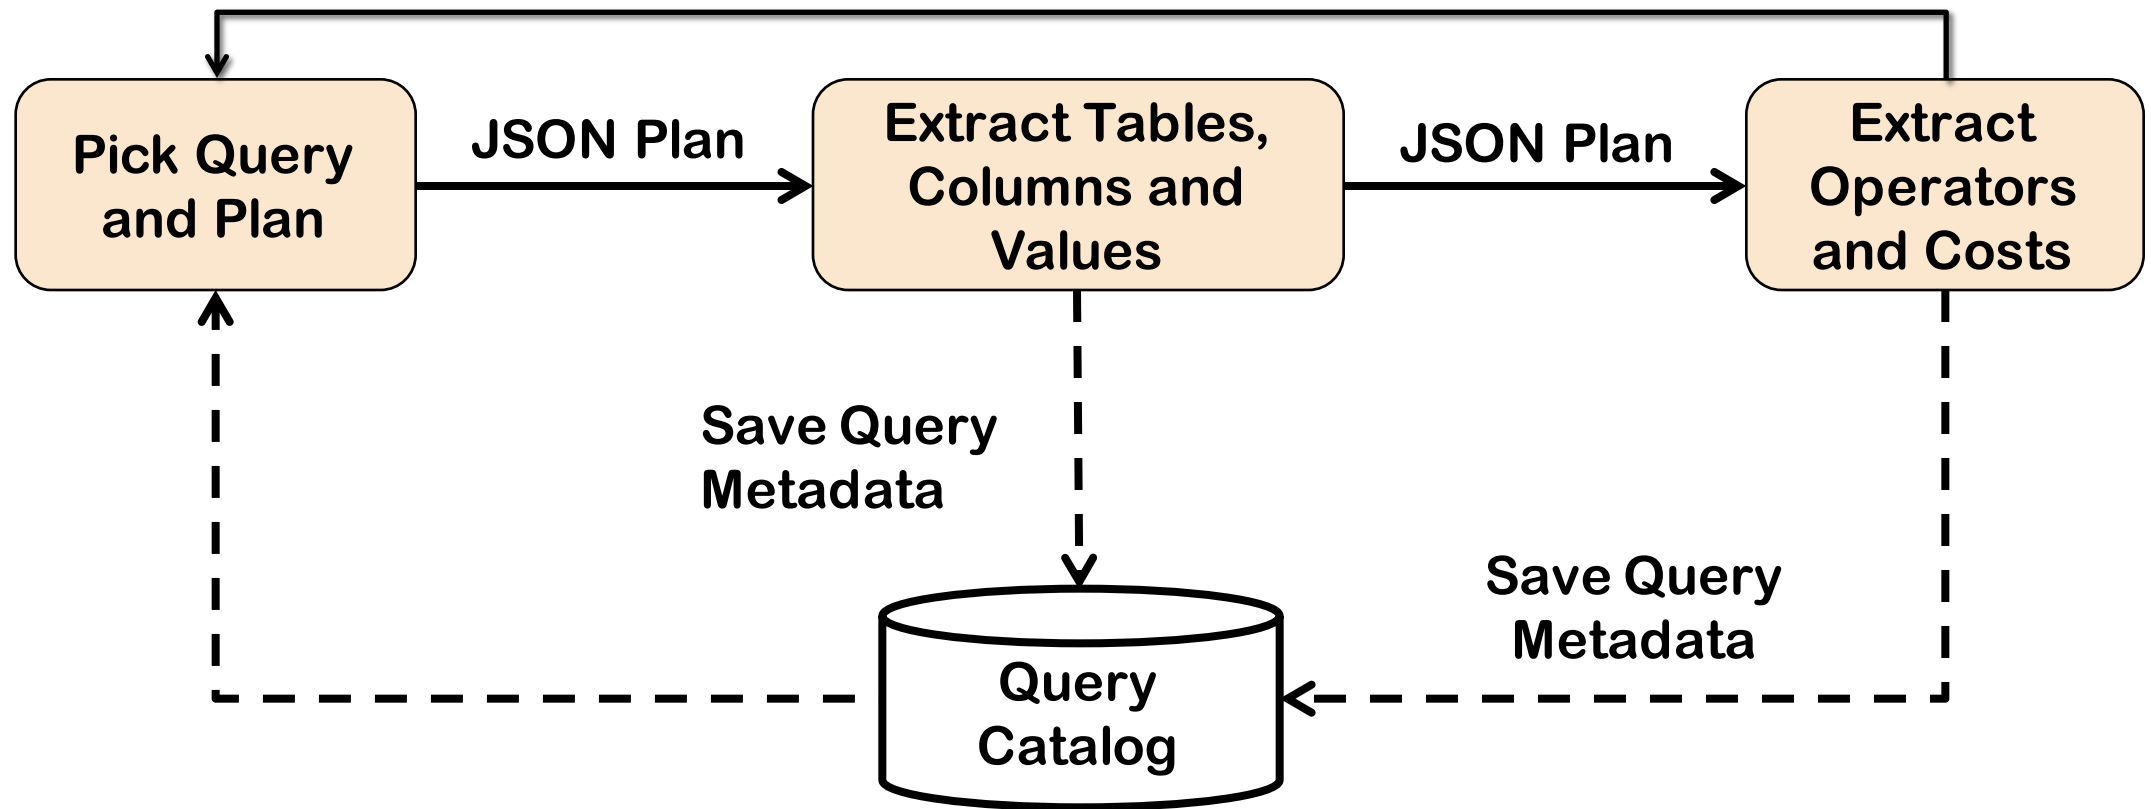 Pick Query
and Plan
JSON Plan
Extract Tables,
Columns and
Values
JSON Plan
Extract
Operators
and Costs
Save Query
Metadata
Save Query
Metadata
Query
Catalog